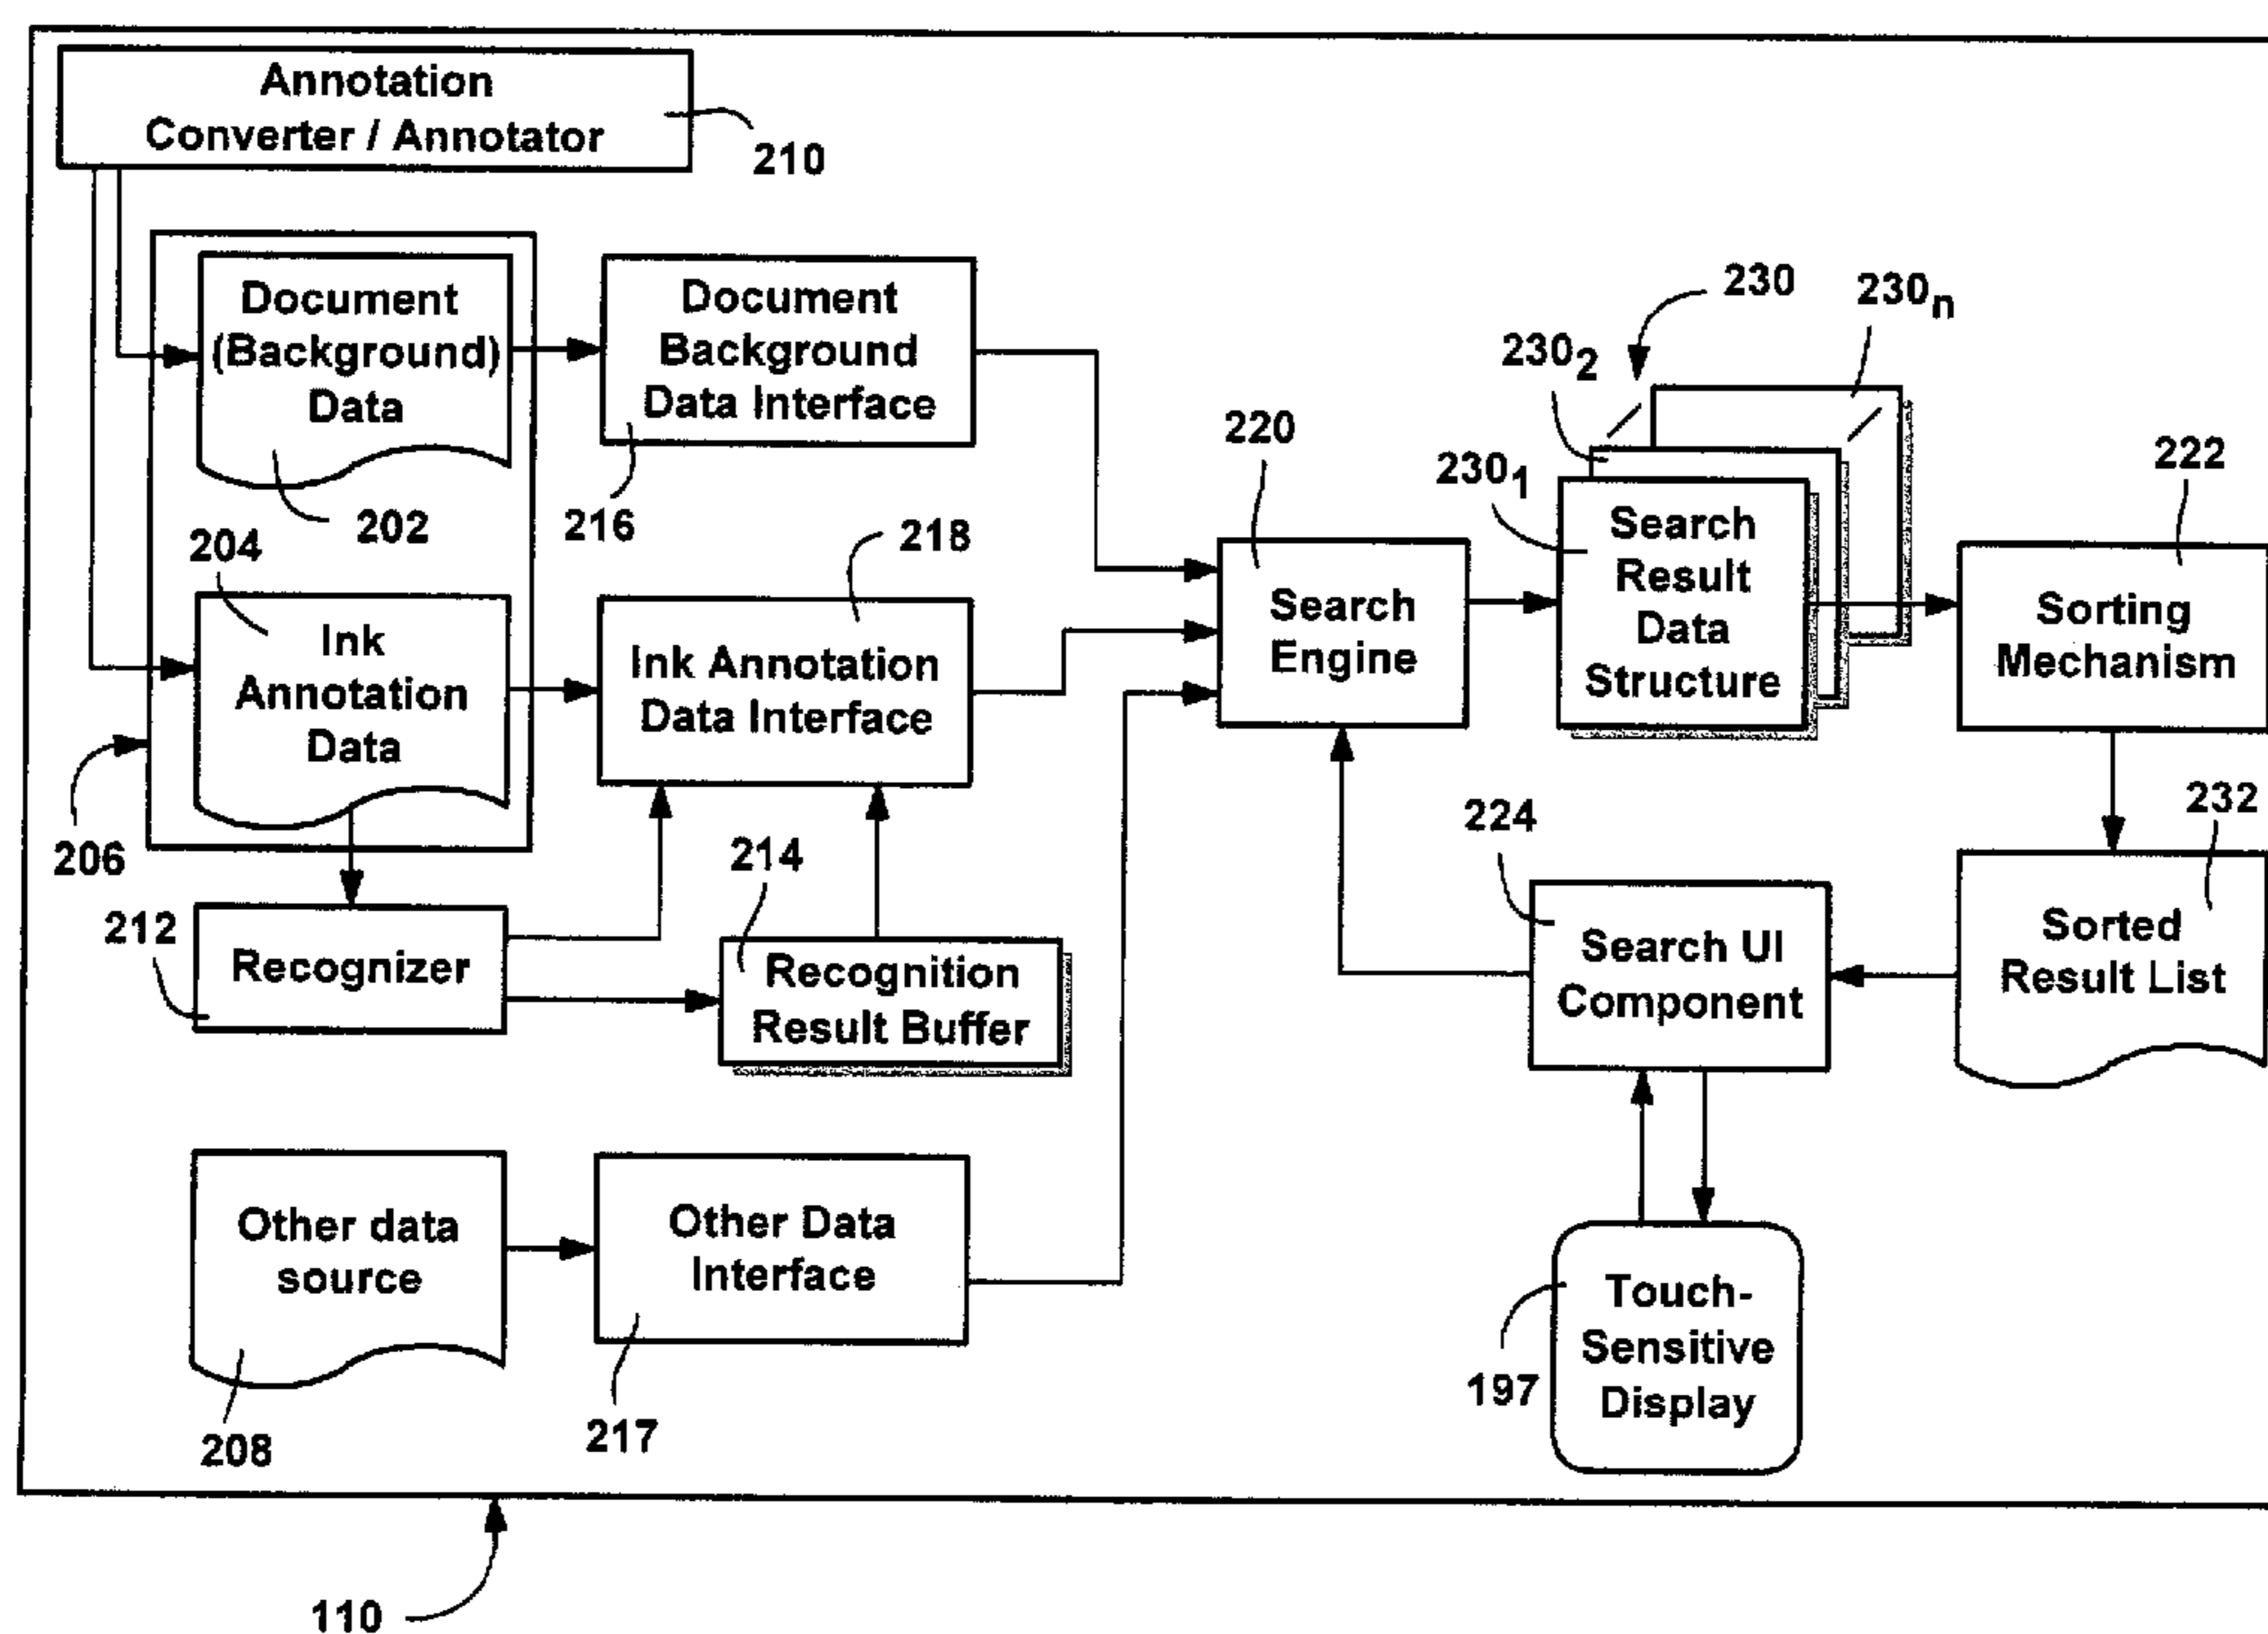 Annotation
Converter / Annotator
210
Document
(Background)
Data
202
Document
Background
Data Interface
216
204
Ink
Annotation
Data
206
218
Ink Annotation
Data Interface
212
Recognizer
214
Recognition
Result Buffer
Other data
source
208
Other Data
Interface
217
220
Search
Engine
230
230n
2302
2301
Search
Result
Data
Structure
222
Sorting
Mechanism
232
Sorted
Result List
224
Search UI
Component
197
Touch-
Sensitive
Display
110